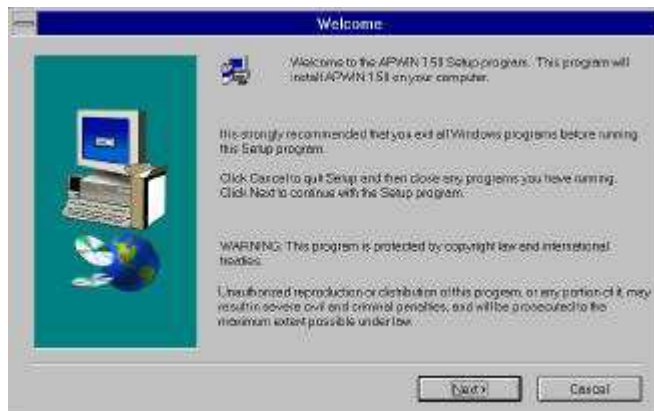 Welcome
Welcome to the APWIN 1.51 Setup program. This program will
install APWIN 1.51 on your computer.
It is strongly recommended that you exit all Windows programs before running
this Setup program.
Click Cancel to quit Setup and then close any programs you have running.
Click Next to continue with the Setup program.
WARNING: This program is protected by copyright law and international
treaties.
Unauthorized reproduction or distribution of this program, or any portion of it, may
result in severe civil and criminal penalties, and will be prosecuted to the
maximum extent possible under law.
Next >
Cancel